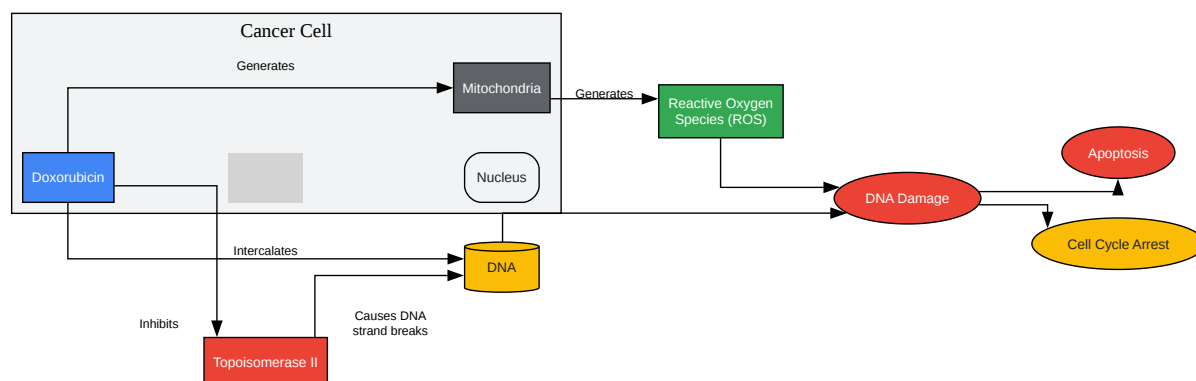 Cancer Cell
Generates
Mitochondria
Generates
Reactive Oxygen
Species (ROS)
Apoptosis
Doxorubicin
Nucleus
DNA Damage
Cell Cycle Arrest
Intercalates
DNA
Inhibits
Causes DNA
strand breaks
Topoisomerase II